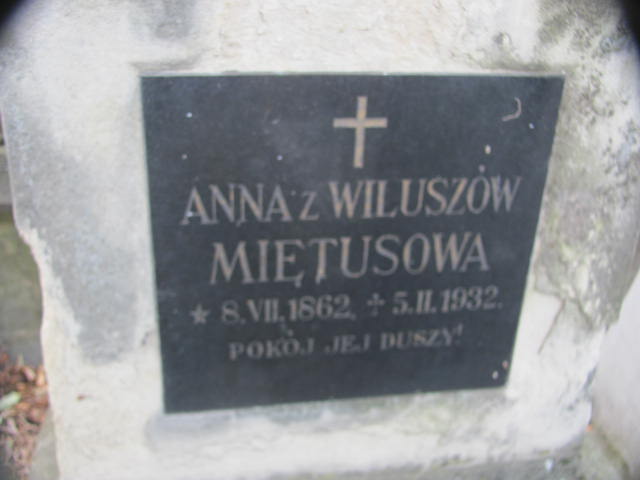 ANNA Z WILUSZÓW
MIĘTUSOWA
* 8.VII.1862. ✝ 5.II.1932.
POKÓJ JEJ DUSZY!